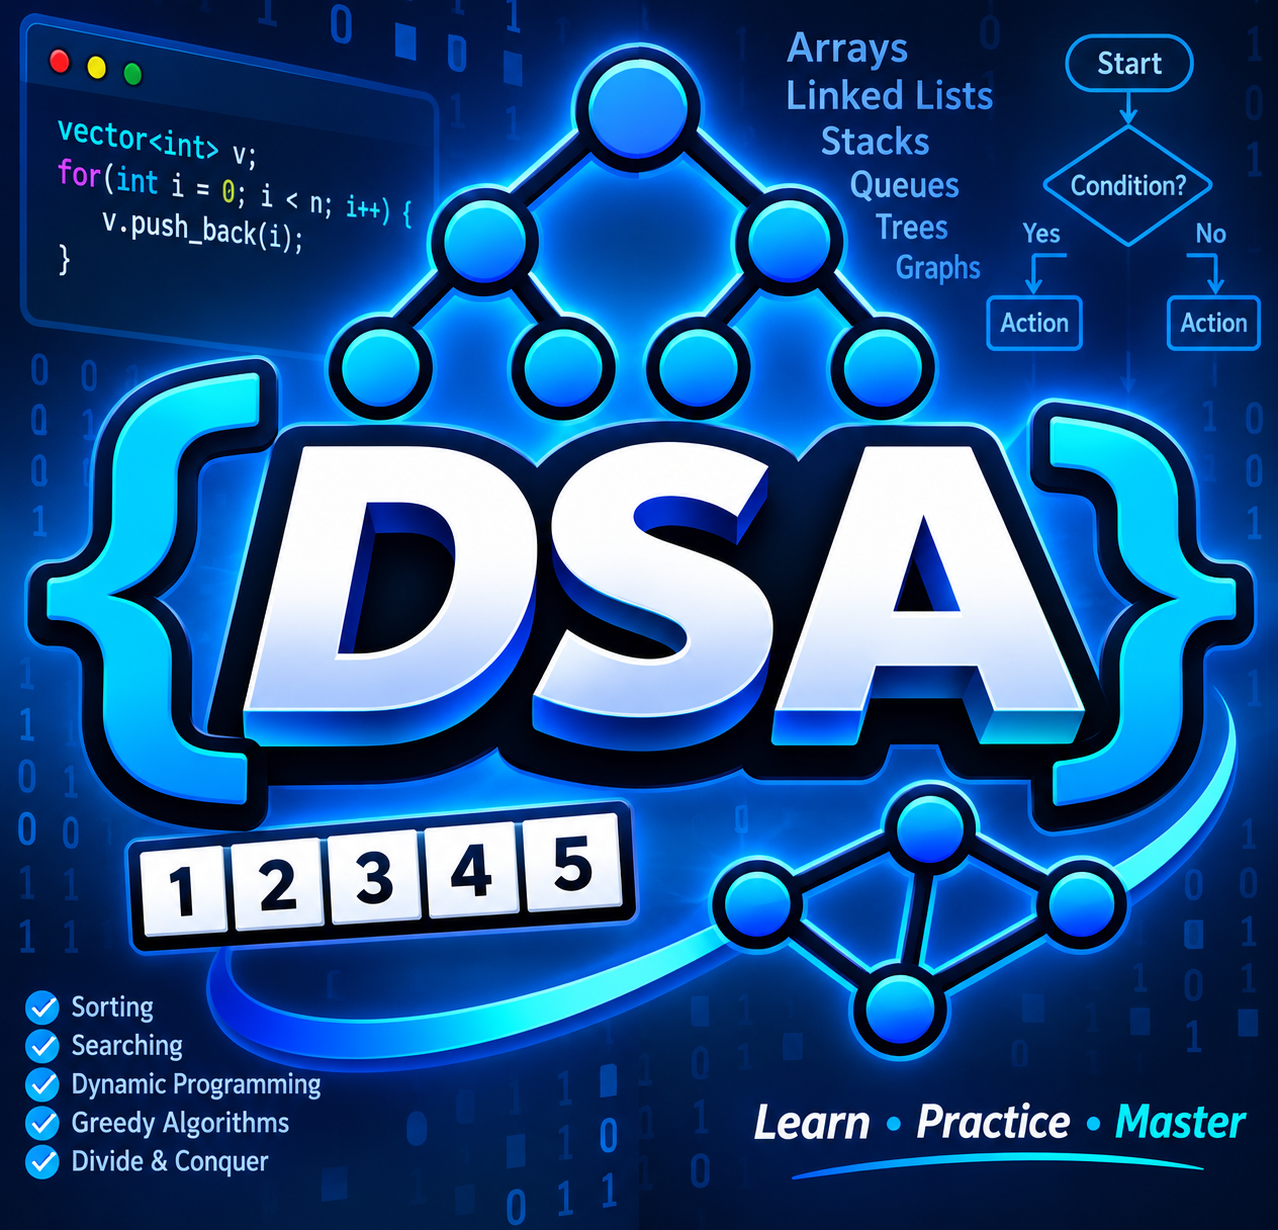 vector<int> v;
for(int i = 0; i < n; i++) {
v.push_back(i);
}
Arrays
Linked Lists
Stacks
Queues
Trees
Graphs
Start
Condition?
Yes
No
Action
Action
{ DSA }
1 2 3 4 5
Sorting
Searching
Dynamic Programming
Greedy Algorithms
Divide & Conquer
Learn • Practice • Master